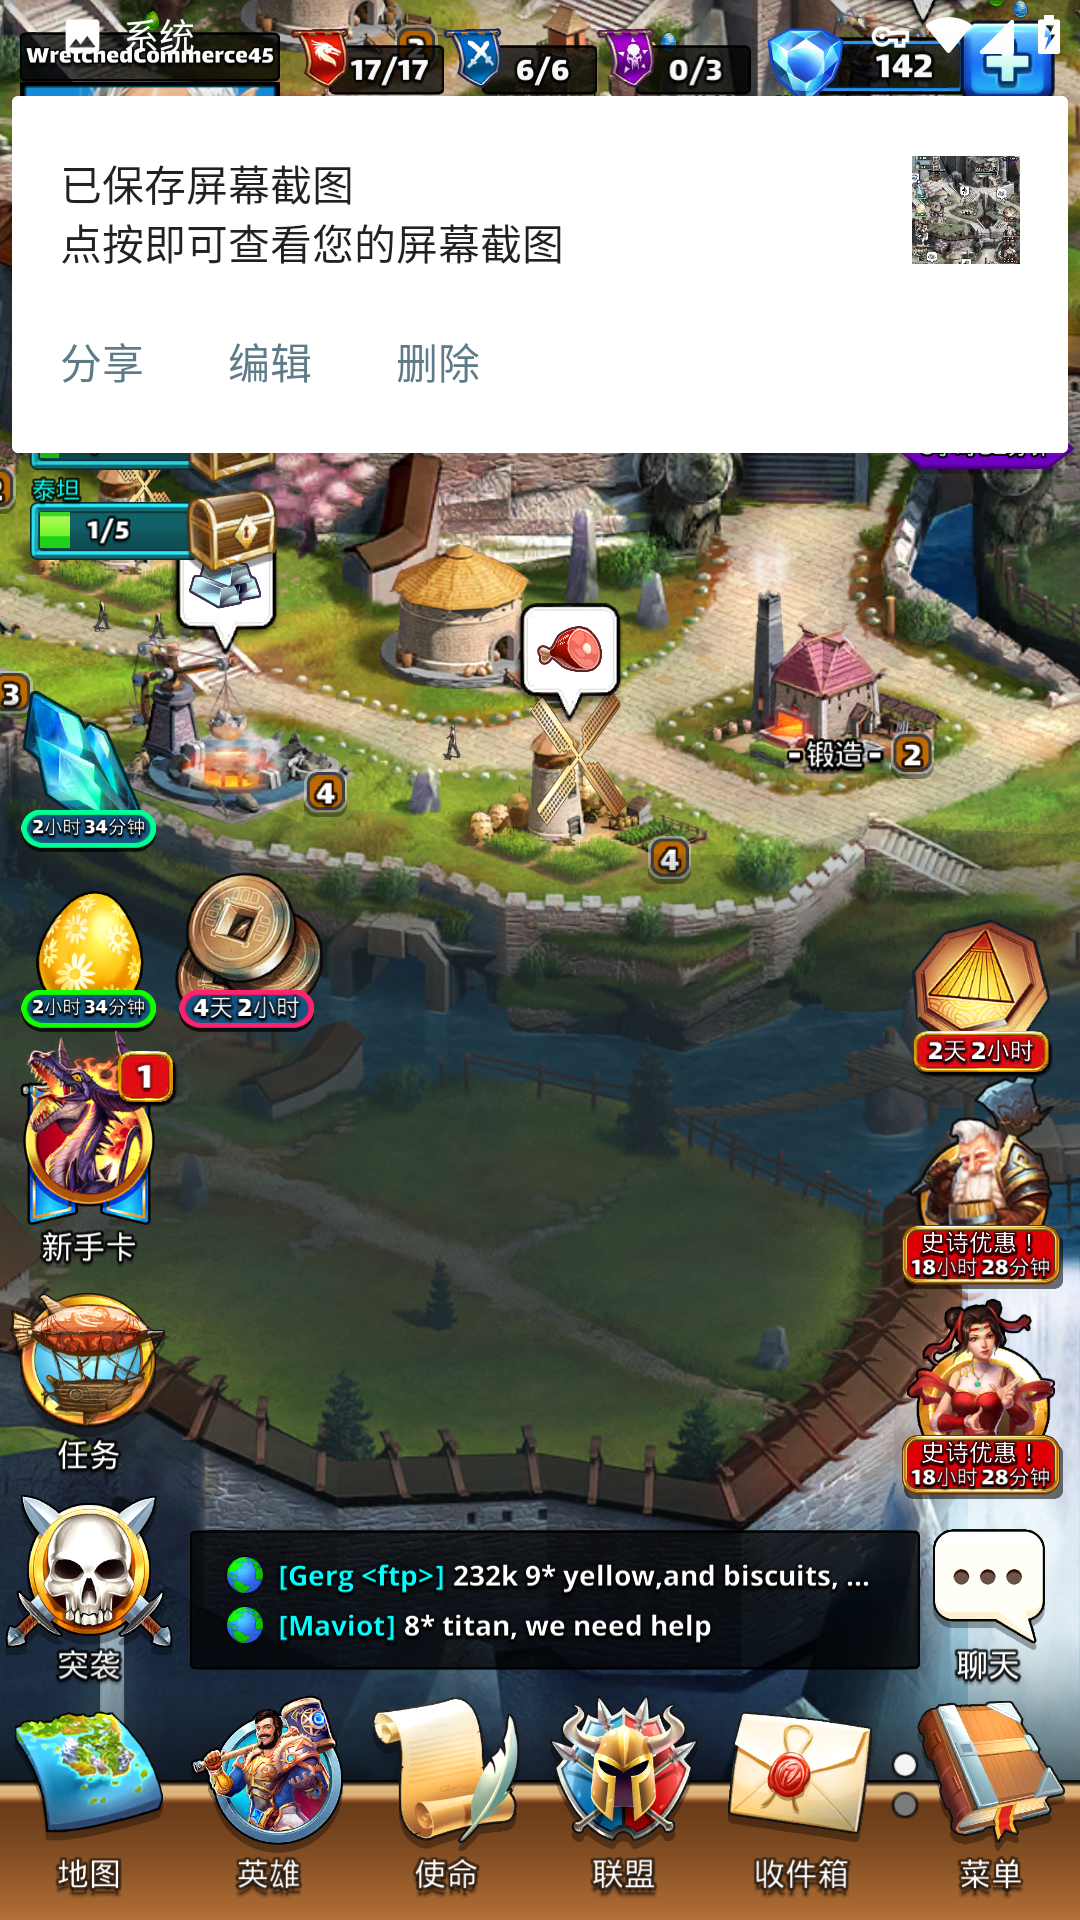 系统
WretchedCommerce45
17/17
6/6
0/3
142
已保存屏幕截图
点按即可查看您的屏幕截图
分享
编辑
删除
泰坦
1/5
3
锻造
2
4
2小时 34分钟
4
2小时 34分钟
4天 2小时
2天 2小时
1
新手卡
史诗优惠！
18小时 28分钟
任务
史诗优惠！
18小时 28分钟
[Gerg <ftp>] 232k 9* yellow,and biscuits, ...
[Maviot] 8* titan, we need help
突袭
聊天
地图
英雄
使命
联盟
收件箱
菜单